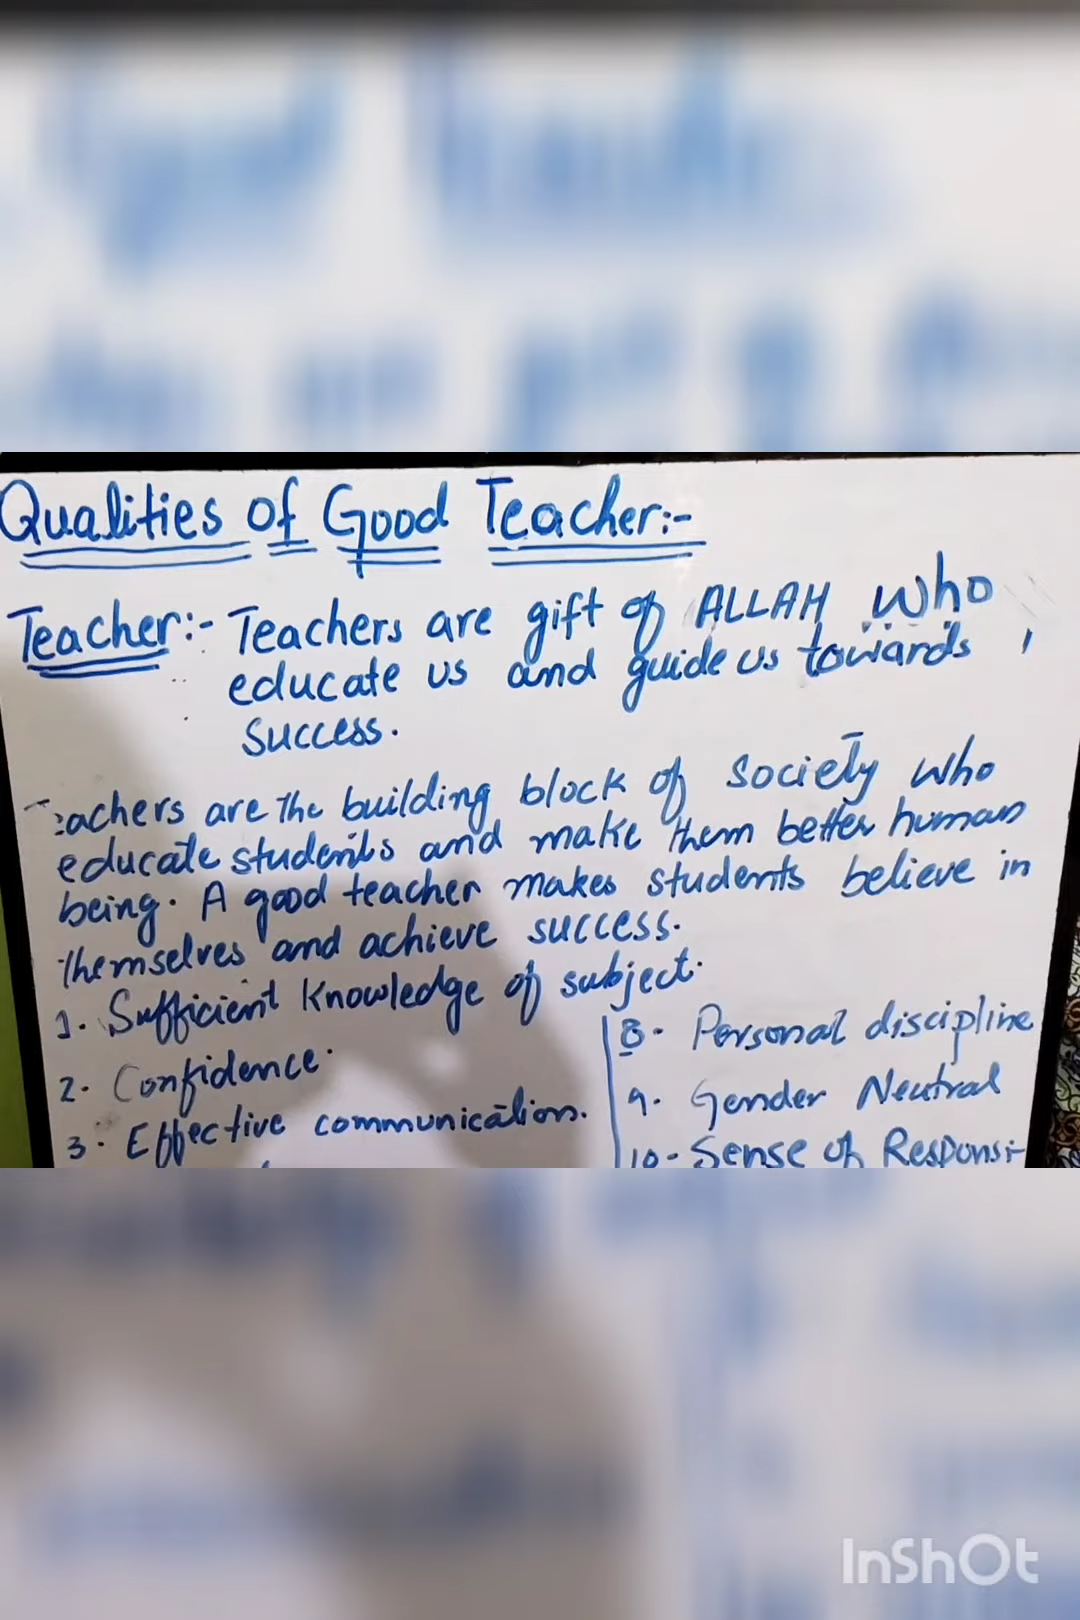 Qualities of Good Teacher:-
Teacher:- Teachers are gift of ALLAH who
educate us and guide us towards
success.
Teachers are the building block of society who
educate students and make them better human
being. A good teacher makes students believe in
themselves and achieve success.
1. Sufficient Knowledge of subject.
2. Confidence.
3. Effective communication.
8. Personal discipline
9. Gender Neutral
10- Sense of Responsi-
InShOt